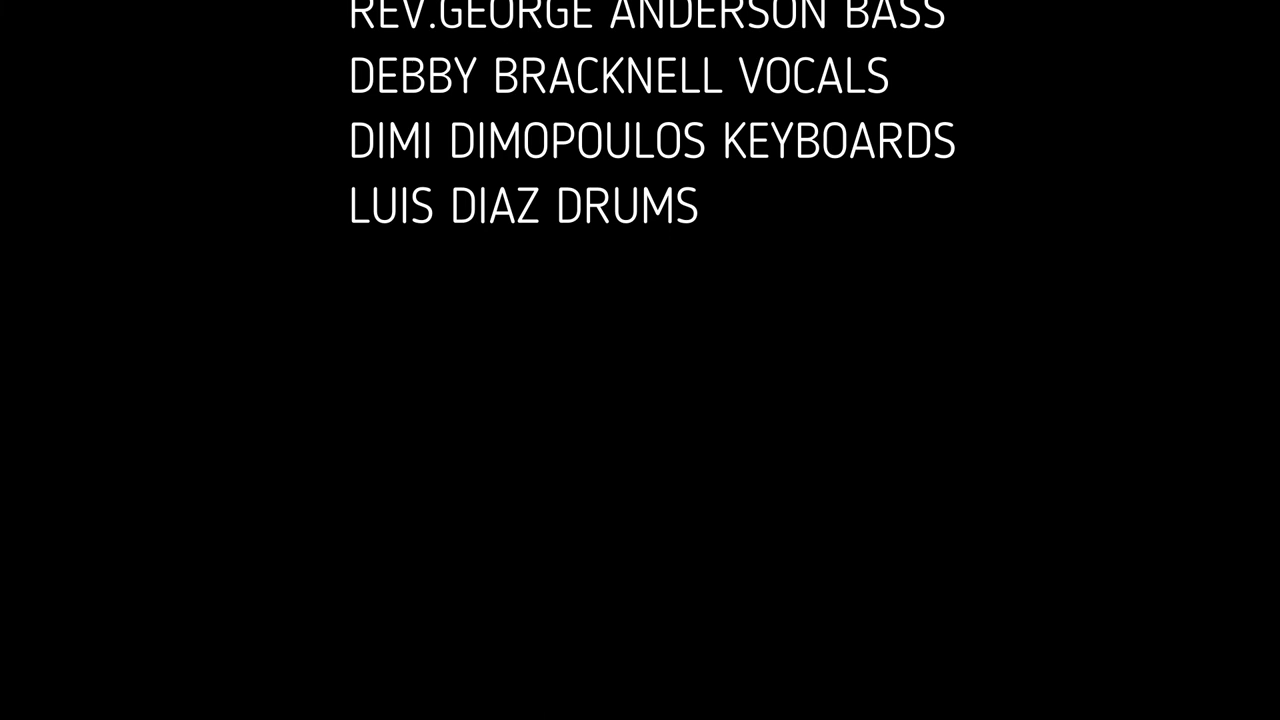 REV.GEORGE ANDERSON BASS
DEBBY BRACKNELL VOCALS
DIMI DIMOPOULOS KEYBOARDS
LUIS DIAZ DRUMS